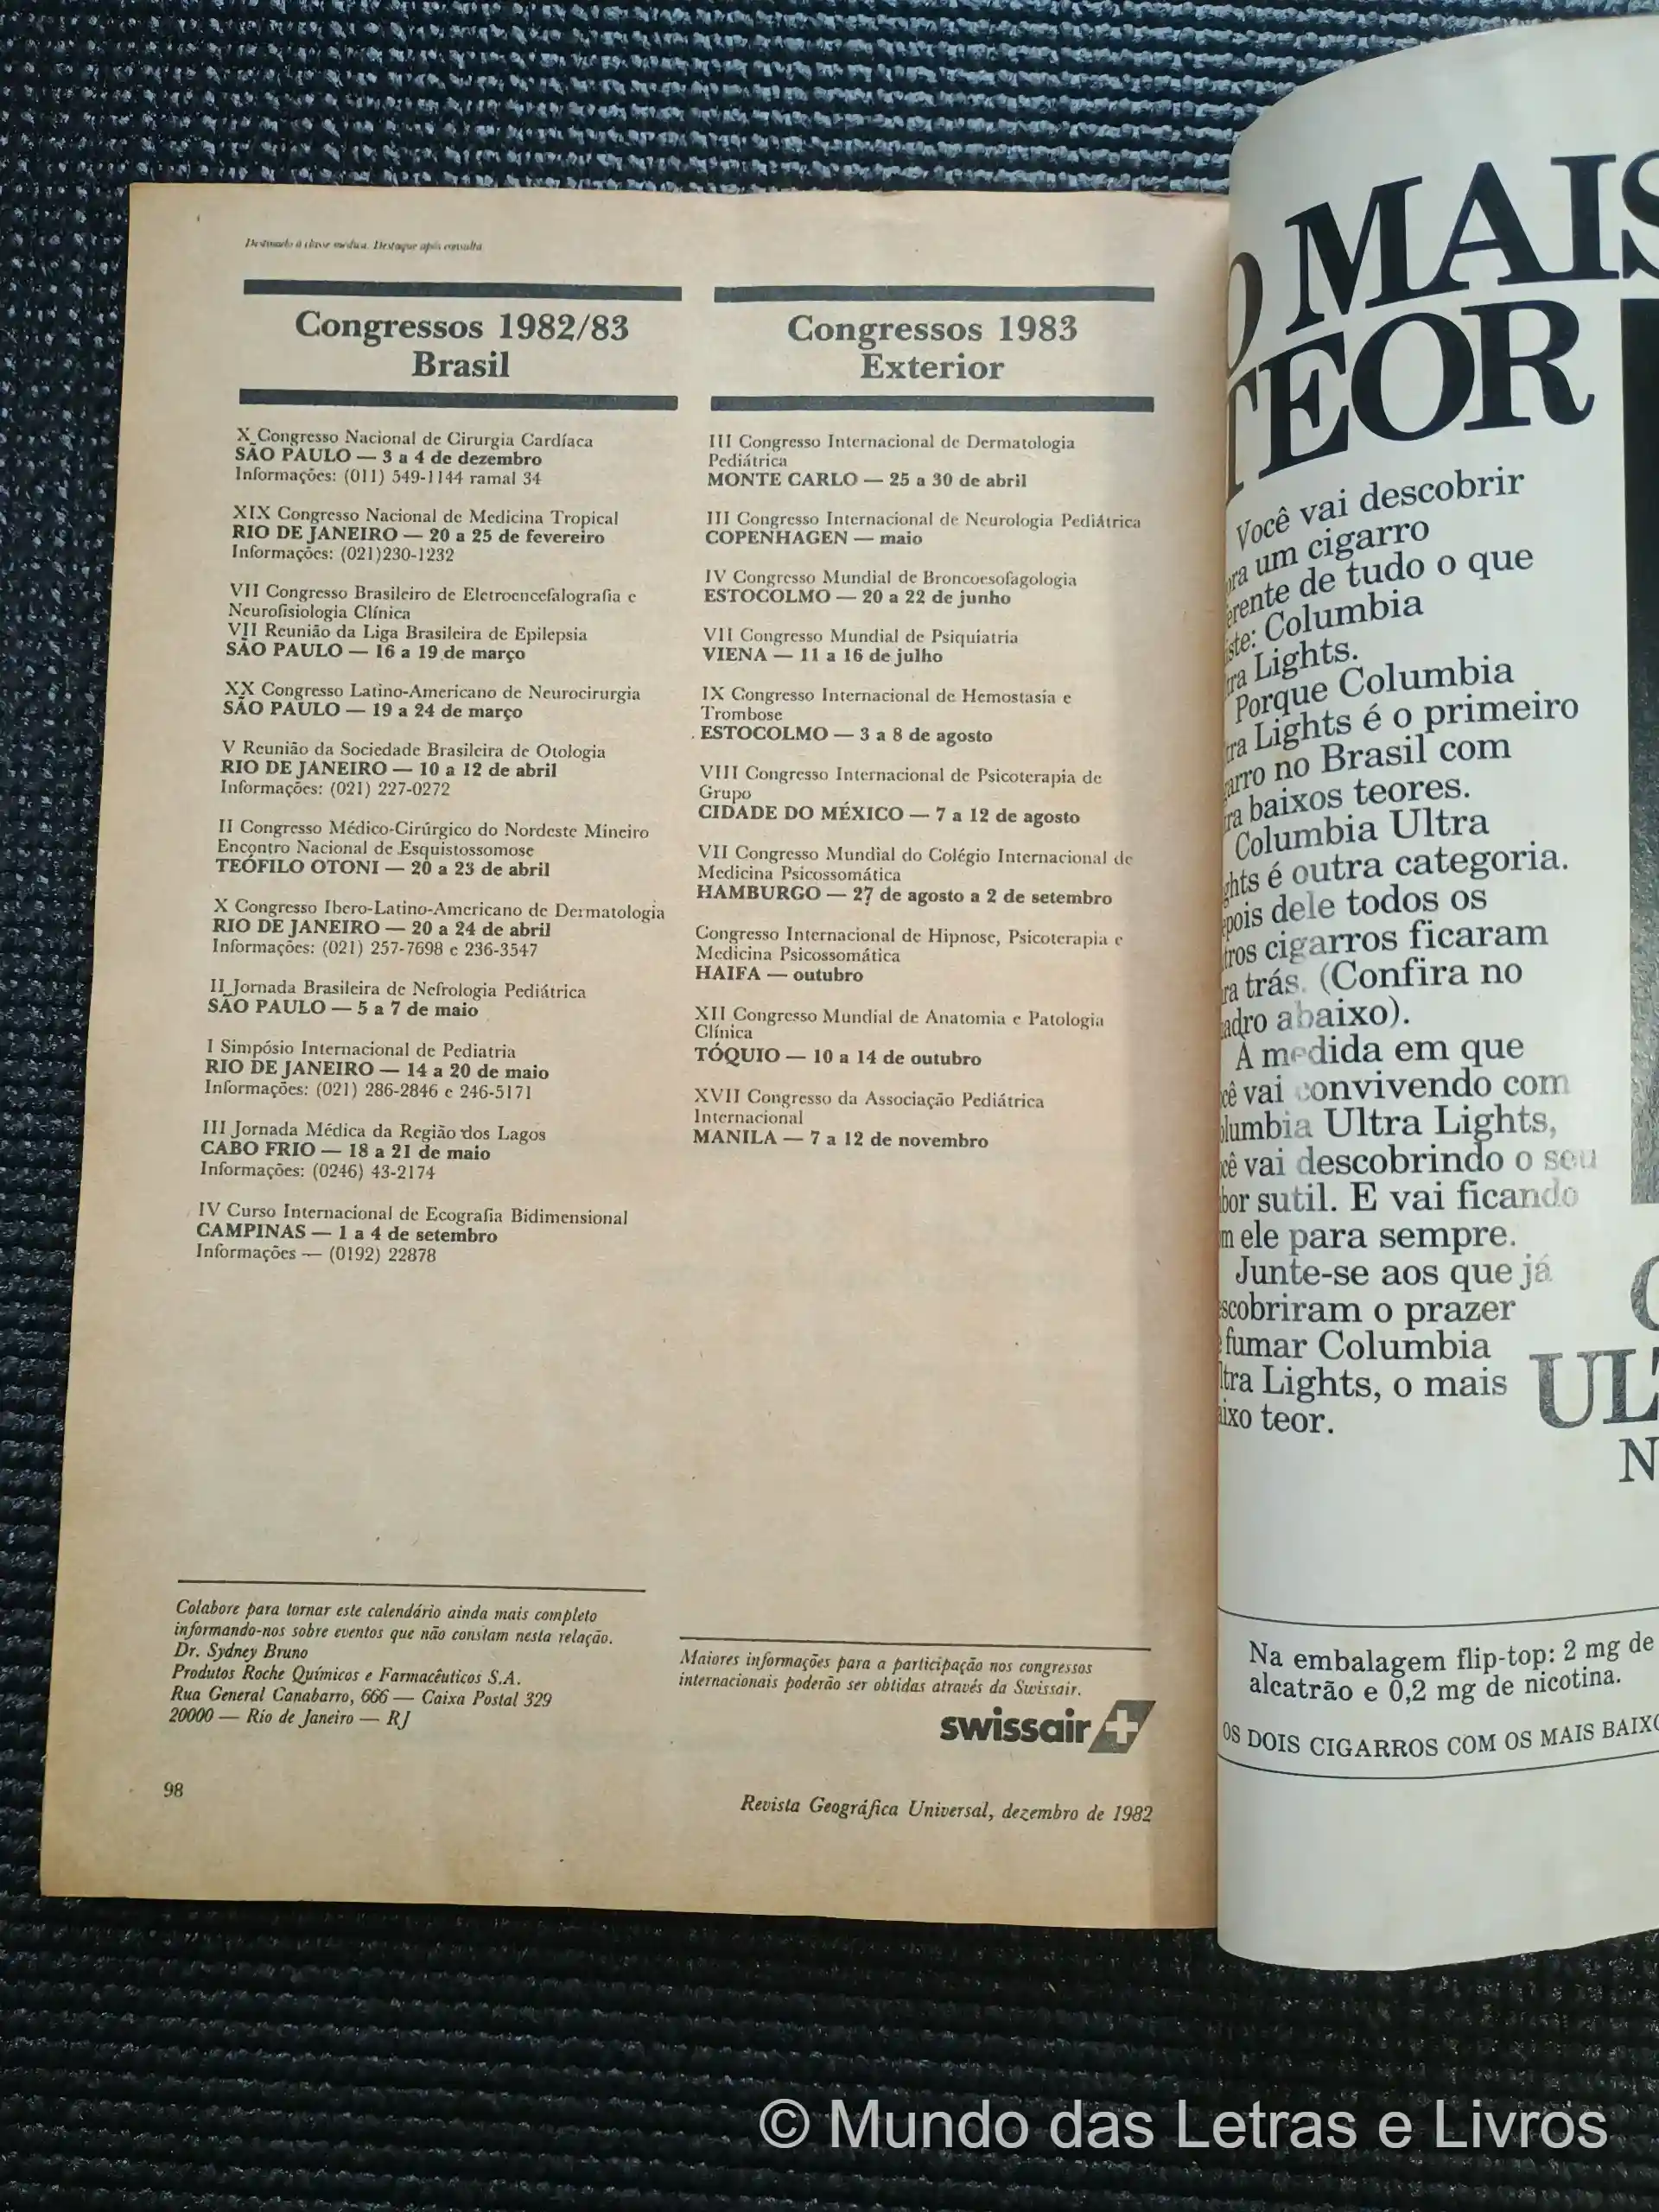 Destinado à classe médica. Destaque após consulta.
Congressos 1982/83
Brasil
X Congresso Nacional de Cirurgia Cardíaca
SÃO PAULO — 3 a 4 de dezembro
Informações: (011) 549-1144 ramal 34
XIX Congresso Nacional de Medicina Tropical
RIO DE JANEIRO — 20 a 25 de fevereiro
Informações: (021)230-1232
VII Congresso Brasileiro de Eletroencefalografia e
Neurofisiologia Clínica
VII Reunião da Liga Brasileira de Epilepsia
SÃO PAULO — 16 a 19 de março
XX Congresso Latino-Americano de Neurocirurgia
SÃO PAULO — 19 a 24 de março
V Reunião da Sociedade Brasileira de Otologia
RIO DE JANEIRO — 10 a 12 de abril
Informações: (021) 227-0272
II Congresso Médico-Cirúrgico do Nordeste Mineiro
Encontro Nacional de Esquistossomose
TEÓFILO OTONI — 20 a 23 de abril
X Congresso Ibero-Latino-Americano de Dermatologia
RIO DE JANEIRO — 20 a 24 de abril
Informações: (021) 257-7698 e 236-3547
II Jornada Brasileira de Nefrologia Pediátrica
SÃO PAULO — 5 a 7 de maio
I Simpósio Internacional de Pediatria
RIO DE JANEIRO — 14 a 20 de maio
Informações: (021) 286-2846 e 246-5171
III Jornada Médica da Região dos Lagos
CABO FRIO — 18 a 21 de maio
Informações: (0246) 43-2174
IV Curso Internacional de Ecografia Bidimensional
CAMPINAS — 1 a 4 de setembro
Informações — (0192) 22878
Colabore para tornar este calendário ainda mais completo
informando-nos sobre eventos que não constam nesta relação.
Dr. Sydney Bruno
Produtos Roche Químicos e Farmacêuticos S.A.
Rua General Canabarro, 666 — Caixa Postal 329
20000 — Rio de Janeiro — RJ
98
Congressos 1983
Exterior
III Congresso Internacional de Dermatologia
Pediátrica
MONTE CARLO — 25 a 30 de abril
III Congresso Internacional de Neurologia Pediátrica
COPENHAGEN — maio
IV Congresso Mundial de Broncoesofagologia
ESTOCOLMO — 20 a 22 de junho
VII Congresso Mundial de Psiquiatria
VIENA — 11 a 16 de julho
IX Congresso Internacional de Hemostasia e
Trombose
ESTOCOLMO — 3 a 8 de agosto
VIII Congresso Internacional de Psicoterapia de
Grupo
CIDADE DO MÉXICO — 7 a 12 de agosto
VII Congresso Mundial do Colégio Internacional de
Medicina Psicossomática
HAMBURGO — 27 de agosto a 2 de setembro
Congresso Internacional de Hipnose, Psicoterapia e
Medicina Psicossomática
HAIFA — outubro
XII Congresso Mundial de Anatomia e Patologia
Clínica
TÓQUIO — 10 a 14 de outubro
XVII Congresso da Associação Pediátrica
Internacional
MANILA — 7 a 12 de novembro
Maiores informações para a participação nos congressos
internacionais poderão ser obtidas através da Swissair.
swissair
Revista Geográfica Universal, dezembro de 1982
O MAIS
TEOR
Você vai descobrir
um cigarro
de tudo o que
Columbia
Lights.
Porque Columbia
Lights é o primeiro
no Brasil com
baixos teores.
Columbia Ultra
é outra categoria.
dele todos os
cigarros ficaram
trás. (Confira no
abaixo).
À medida em que
vai convivendo com
Ultra Lights,
vai descobrindo o seu
sutil. E vai ficando
ele para sempre.
Junte-se aos que já
o prazer
fumar Columbia
Lights, o mais
teor.
Na embalagem flip-top: 2 mg de
alcatrão e 0,2 mg de nicotina.
OS DOIS CIGARROS COM OS MAIS
© Mundo das Letras e Livros